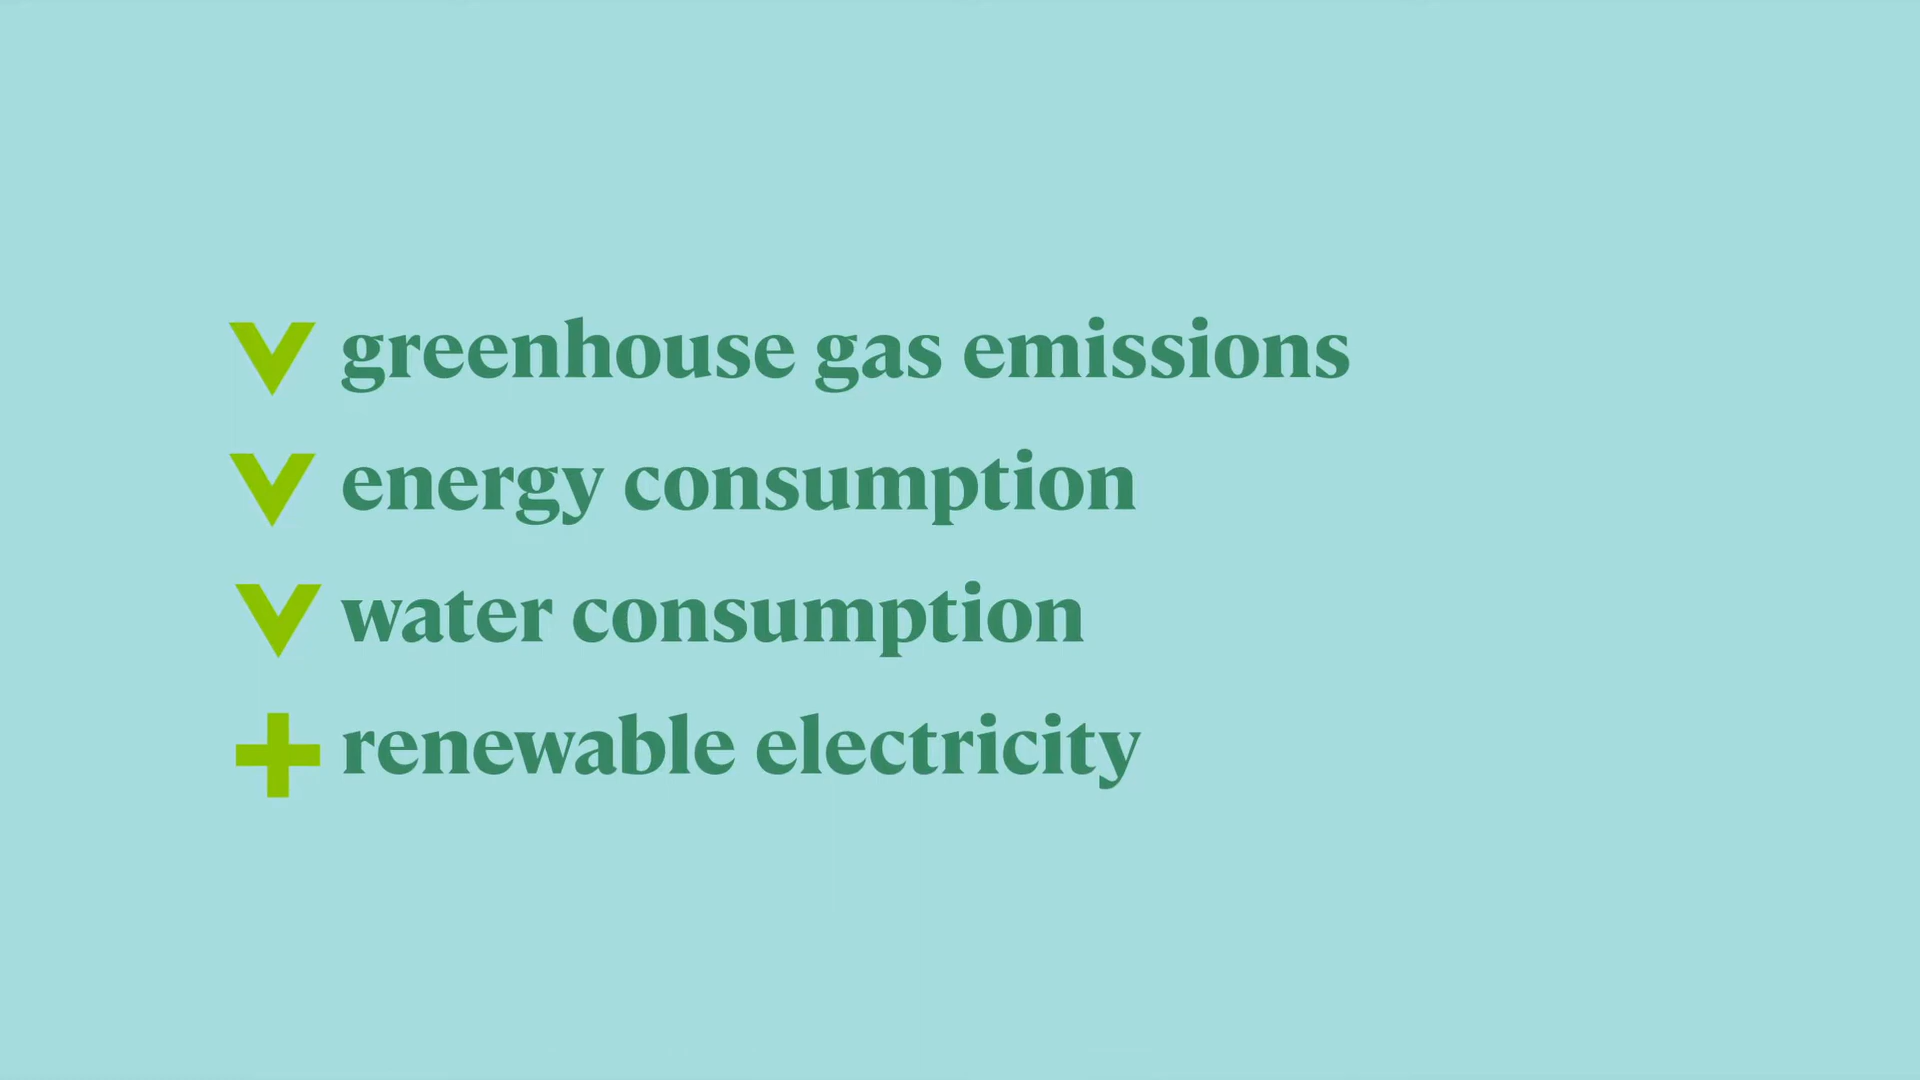 greenhouse gas emissions
energy consumption
water consumption
+ renewable electricity